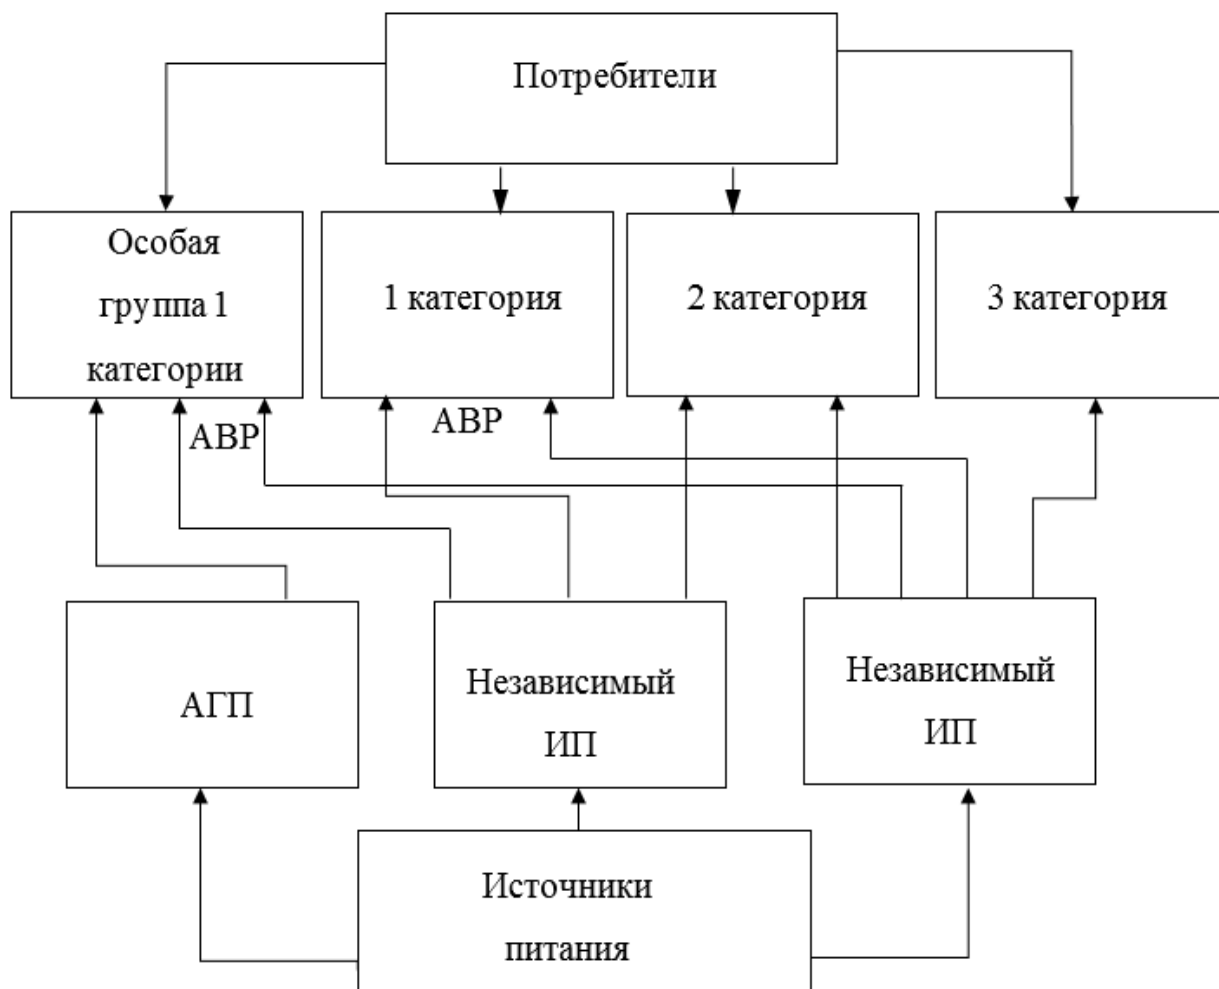 Потребители
Особая
группа 1
категории
1 категория
2 категория
3 категория
АВР
АВР
АГП
Независимый
ИП
Независимый
ИП
Источники
питания